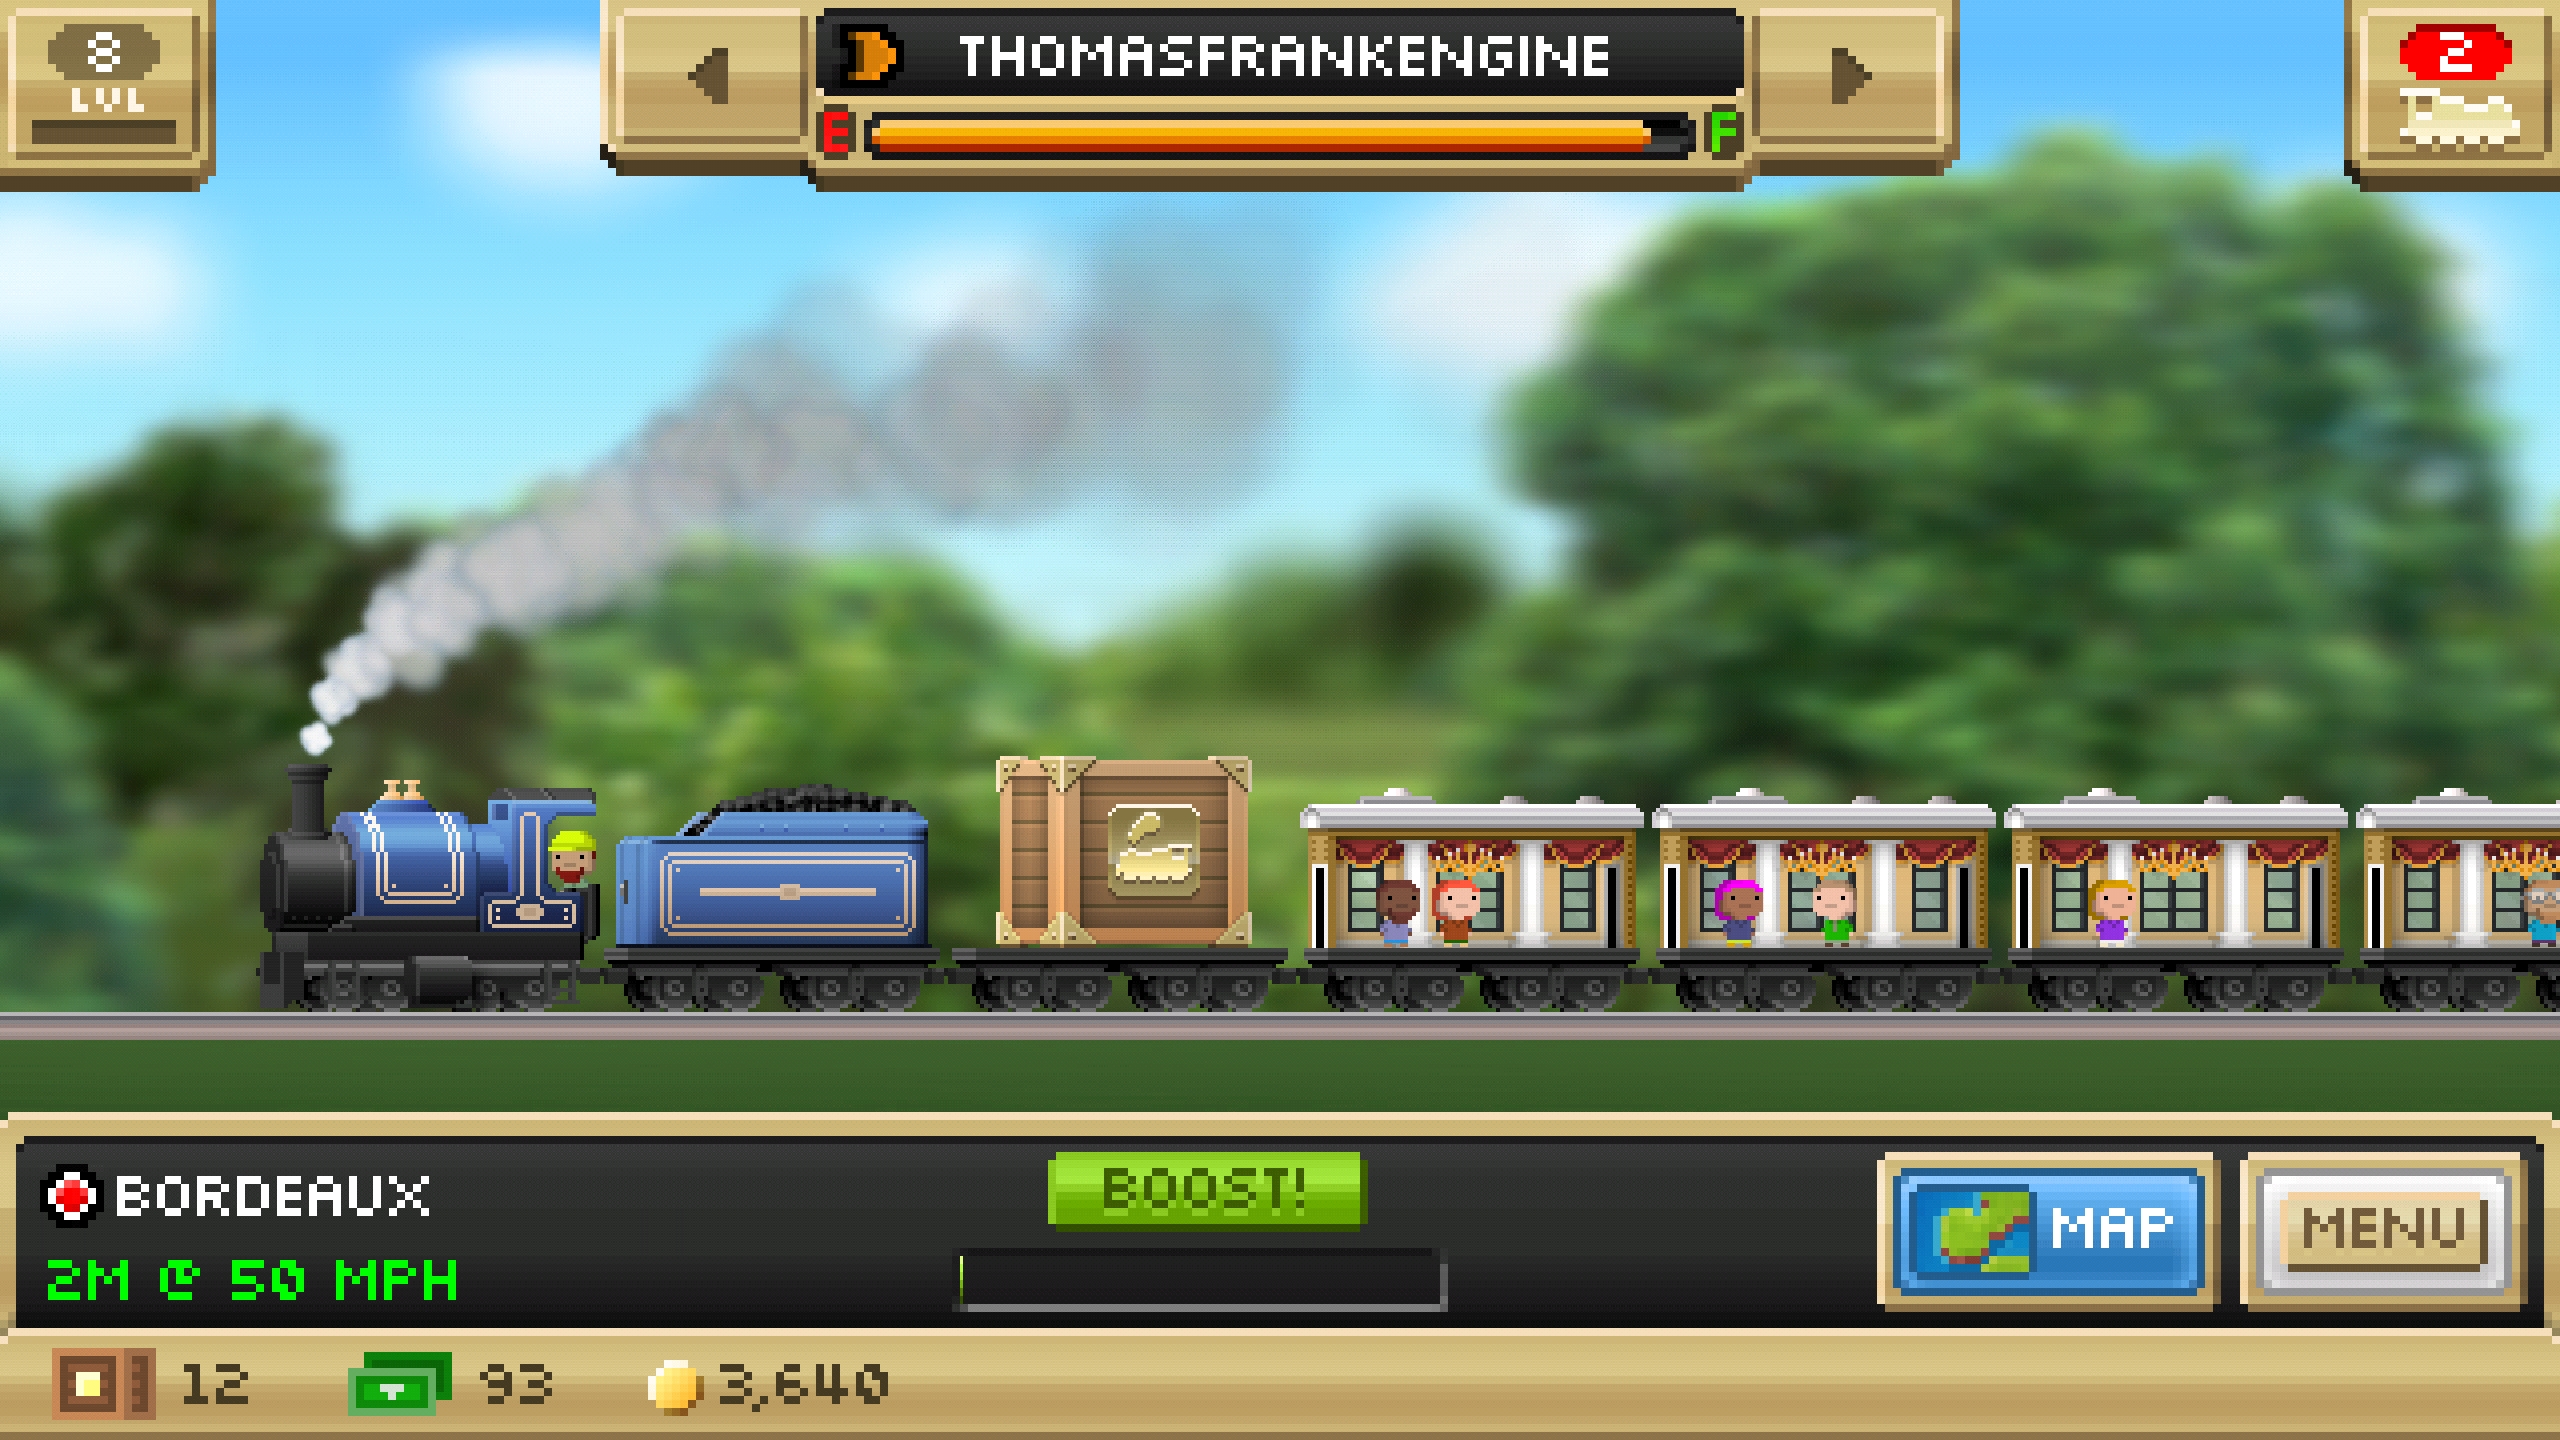 8
LVL
THOMASFRANKENGINE
E F
2
BORDEAUX
2M @ 50 MPH
BOOST!
MAP
MENU
12 93 3,640